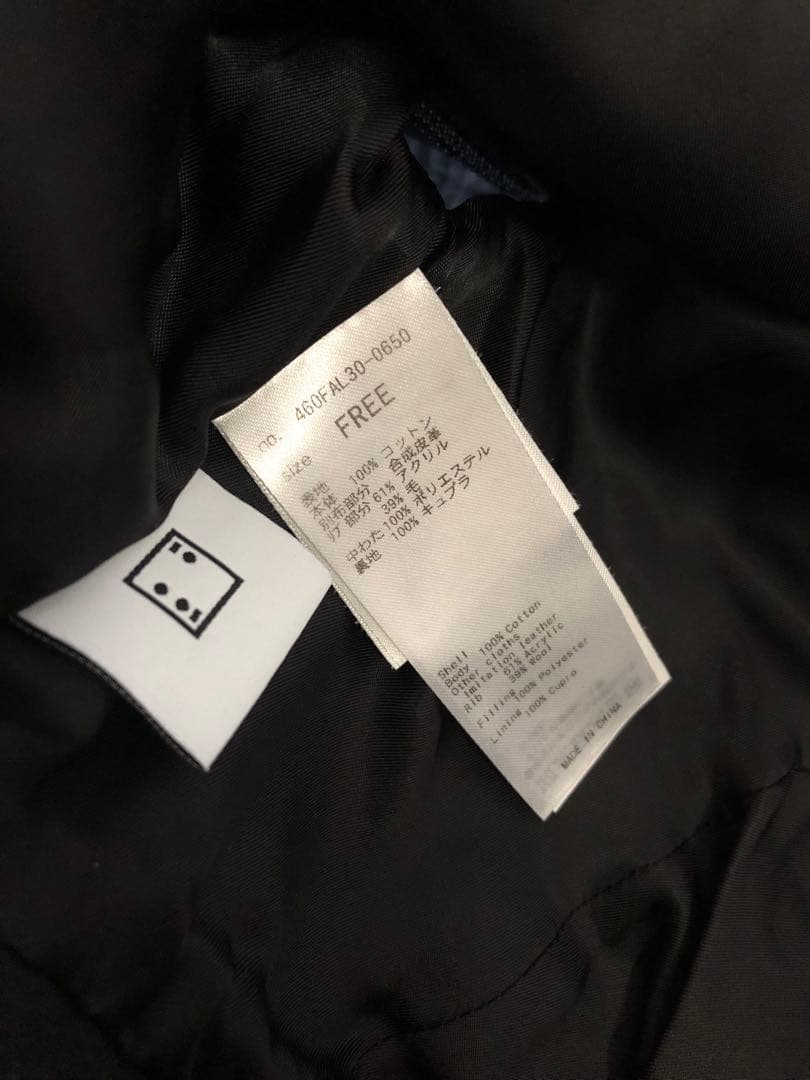 no. 460FAL30-0650
size FREE
表地
本体 100% コットン
別布部分 合成皮革
リブ部分 61% アクリル
39% 毛
中わた 100% ポリエステル
裏地 100% キュプラ
Shell
Body 100% Cotton
Other cloths
Imitation leather
Rib 61% Acrylic
39% Wool
Filling 100% Polyester
Lining 100% Cupro
MADE IN CHINA